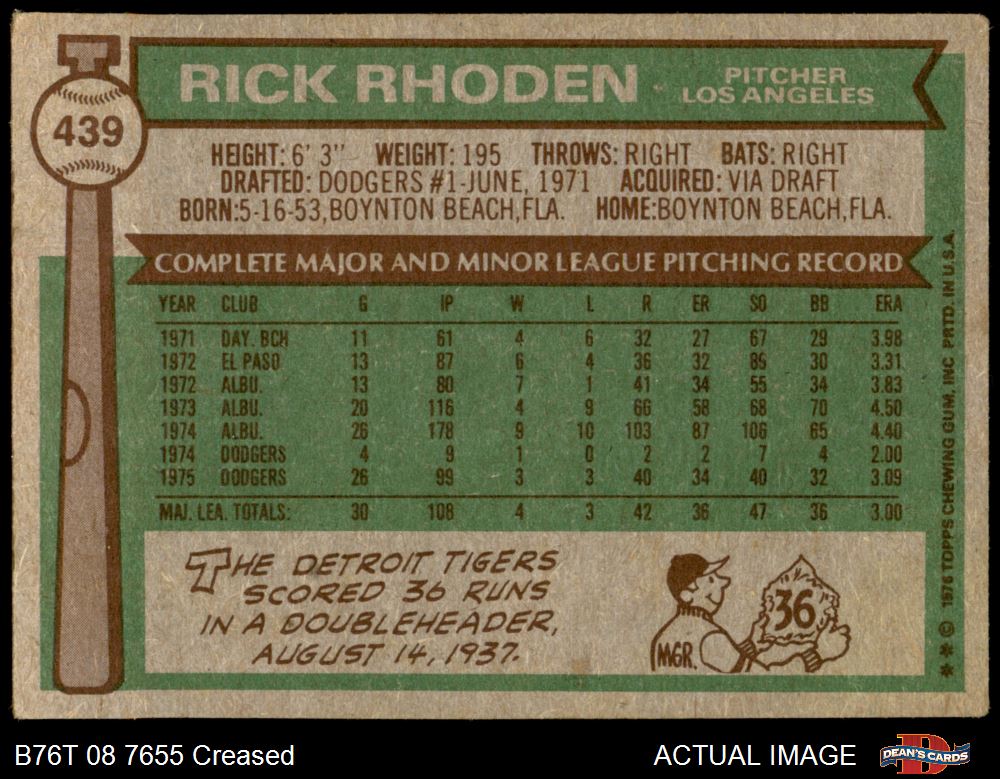 439
RICK RHODEN • PITCHER
LOS ANGELES
HEIGHT: 6' 3" WEIGHT: 195 THROWS: RIGHT BATS: RIGHT
DRAFTED: DODGERS #1-JUNE, 1971 ACQUIRED: VIA DRAFT
BORN:5-16-53,BOYNTON BEACH,FLA. HOME:BOYNTON BEACH,FLA.
COMPLETE MAJOR AND MINOR LEAGUE PITCHING RECORD
YEAR CLUB G IP W L R ER SO BB ERA
1971 DAY. BCH 11 61 4 6 32 27 67 29 3.98
1972 EL PASO 13 87 6 4 36 32 89 30 3.31
1972 ALBU. 13 80 7 1 41 34 55 34 3.83
1973 ALBU. 20 116 4 9 66 58 68 70 4.50
1974 ALBU. 26 178 9 10 103 87 106 65 4.40
1974 DODGERS 4 9 1 0 2 2 7 4 2.00
1975 DODGERS 26 99 3 3 40 34 40 32 3.09
MAJ. LEA. TOTALS: 30 108 4 3 42 36 47 36 3.00
THE DETROIT TIGERS
SCORED 36 RUNS
IN A DOUBLEHEADER,
AUGUST 14, 1937.
MGR.
36
** © 1976 TOPPS CHEWING GUM, INC PRTD. IN U.S.A.
B76T 08 7655 Creased
ACTUAL IMAGE
DEAN'S CARDS